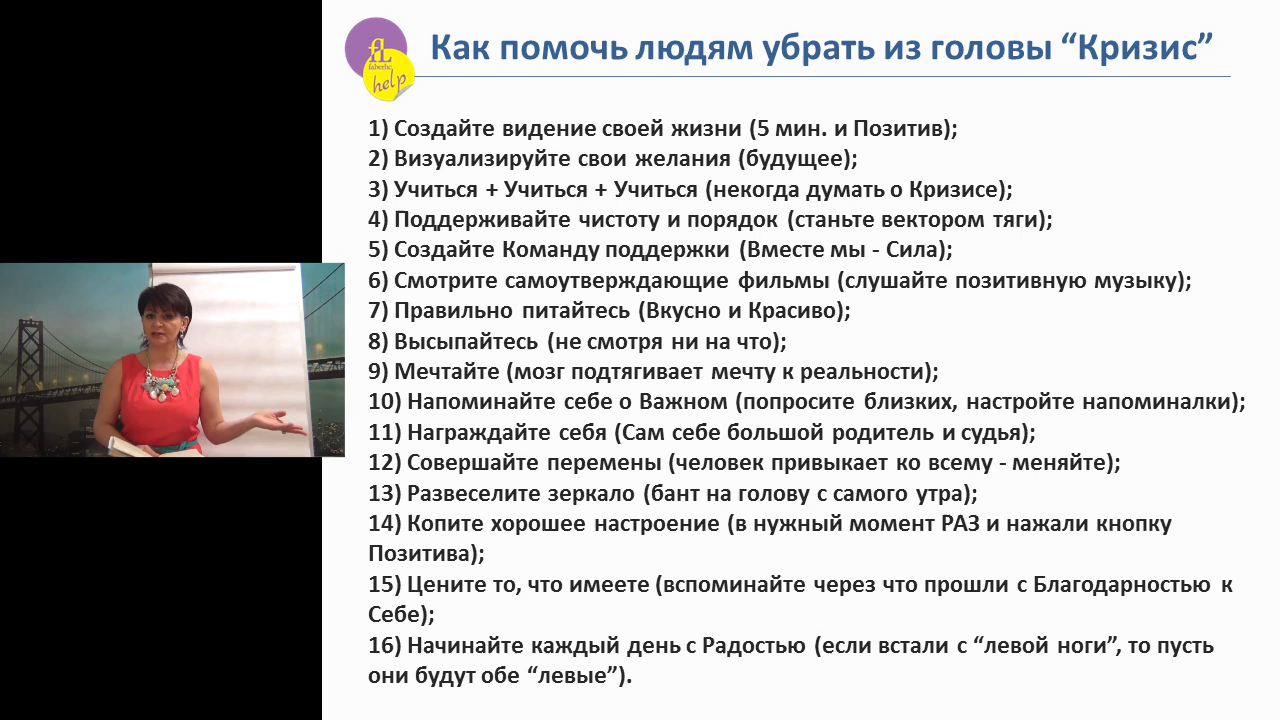 Как помочь людям убрать из головы “Кризис”
fL
faberlic
help
1) Создайте видение своей жизни (5 мин. и Позитив);
2) Визуализируйте свои желания (будущее);
3) Учиться + Учиться + Учиться (некогда думать о Кризисе);
4) Поддерживайте чистоту и порядок (станьте вектором тяги);
5) Создайте Команду поддержки (Вместе мы - Сила);
6) Смотрите самоутверждающие фильмы (слушайте позитивную музыку);
7) Правильно питайтесь (Вкусно и Красиво);
8) Высыпайтесь (не смотря ни на что);
9) Мечтайте (мозг подтягивает мечту к реальности);
10) Напоминайте себе о Важном (попросите близких, настройте напоминалки);
11) Награждайте себя (Сам себе большой родитель и судья);
12) Совершайте перемены (человек привыкает ко всему - меняйте);
13) Развеселите зеркало (бант на голову с самого утра);
14) Копите хорошее настроение (в нужный момент РАЗ и нажали кнопку
Позитива);
15) Цените то, что имеете (вспоминайте через что прошли с Благодарностью к
Себе);
16) Начинайте каждый день с Радостью (если встали с “левой ноги”, то пусть
они будут обе “левые”).